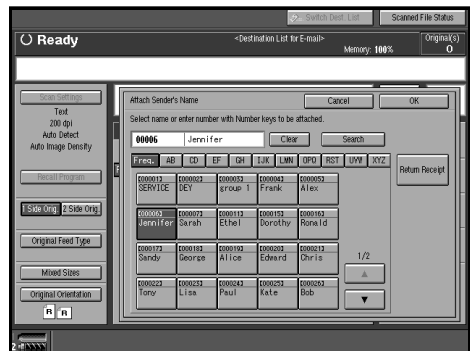 Switch Dest. List
Scanned File Status
Ready
<Destination List for E-mail>
Memory: 100%
Original(s)
0
Scan Settings
Text
200 dpi
Auto Detect
Auto Image Density
Recall Program
1 Side Orig.
2 Side Orig.
Original Feed Type
Mixed Sizes
Original Orientation
R R
Attach Sender's Name
Cancel
OK
Select name or enter number with Number keys to be attached.
00006
Jennifer
Clear
Search
Freq. AB CD EF GH IJK LMN OPQ RST UVW XYZ
Return Receipt
[00001] [00002] [00003] [00004] [00005]
SERVICE DEY group 1 Frank Alex
[00006] [00007] [00011] [00015] [00016]
Jennifer Sarah Ethel Dorothy Ronald
[00017] [00018] [00019] [00020] [00021]
Sandy George Alice Edward Chris
1/2
[00022] [00023] [00024] [00025] [00026]
Tony Lisa Paul Kate Bob